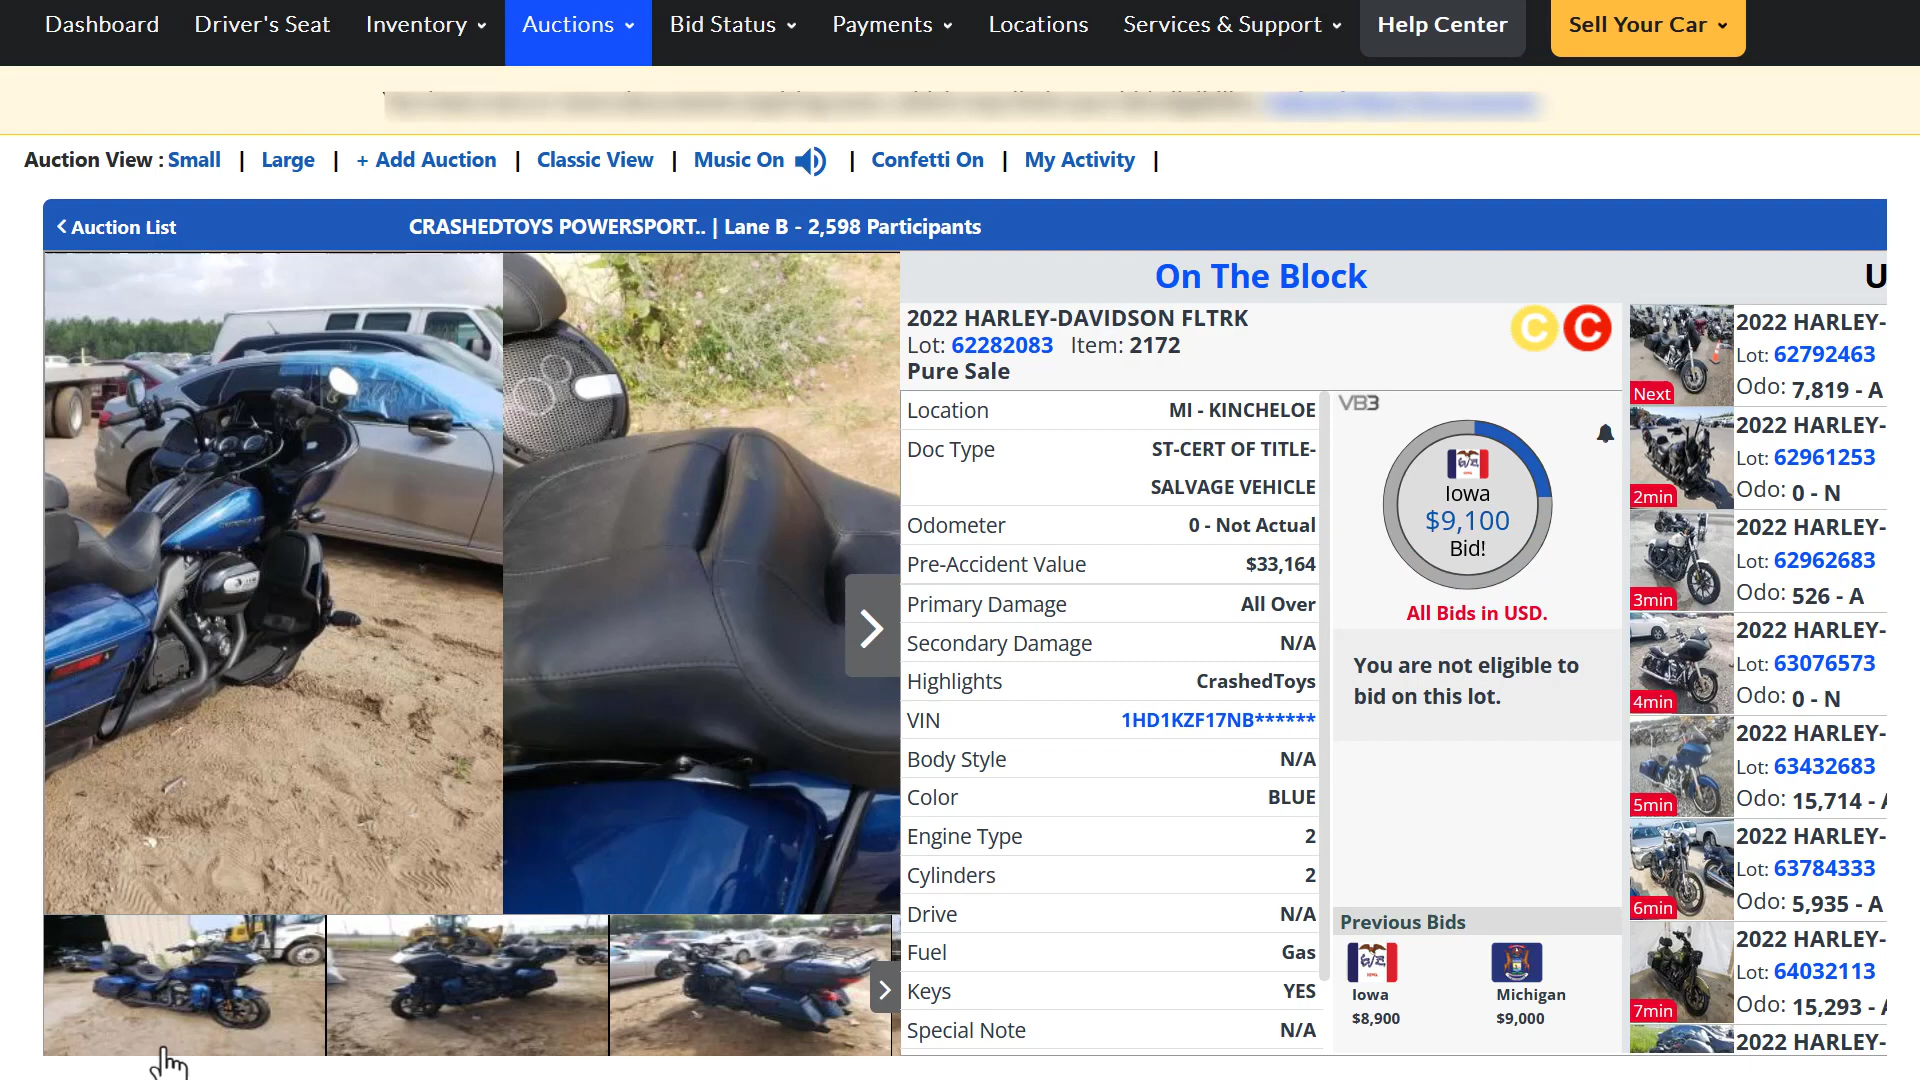 Dashboard Driver's Seat Inventory Auctions Bid Status Payments Locations Services & Support Help Center Sell Your Car
Auction View : Small | Large | + Add Auction | Classic View | Music On | Confetti On | My Activity |
Auction List
CRASHEDTOYS POWERSPORT.. | Lane B - 2,598 Participants
On The Block
U
2022 HARLEY-DAVIDSON FLTRK
Lot: 62282083 Item: 2172
Pure Sale
C C
Location MI - KINCHELOE
Doc Type ST-CERT OF TITLE-
SALVAGE VEHICLE
Odometer 0 - Not Actual
Pre-Accident Value $33,164
Primary Damage All Over
Secondary Damage N/A
Highlights CrashedToys
VIN 1HD1KZF17NB******
Body Style N/A
Color BLUE
Engine Type 2
Cylinders 2
Drive N/A
Fuel Gas
Keys YES
Special Note N/A
VB3
Iowa
$9,100
Bid!
All Bids in USD.
You are not eligible to
bid on this lot.
Previous Bids
Iowa
$8,900
Michigan
$9,000
Next
2022 HARLEY-
Lot: 62792463
Odo: 7,819 - A
2min
2022 HARLEY-
Lot: 62961253
Odo: 0 - N
3min
2022 HARLEY-
Lot: 62962683
Odo: 526 - A
4min
2022 HARLEY-
Lot: 63076573
Odo: 0 - N
5min
2022 HARLEY-
Lot: 63432683
Odo: 15,714 - A
6min
2022 HARLEY-
Lot: 63784333
Odo: 5,935 - A
7min
2022 HARLEY-
Lot: 64032113
Odo: 15,293 - A
2022 HARLEY-